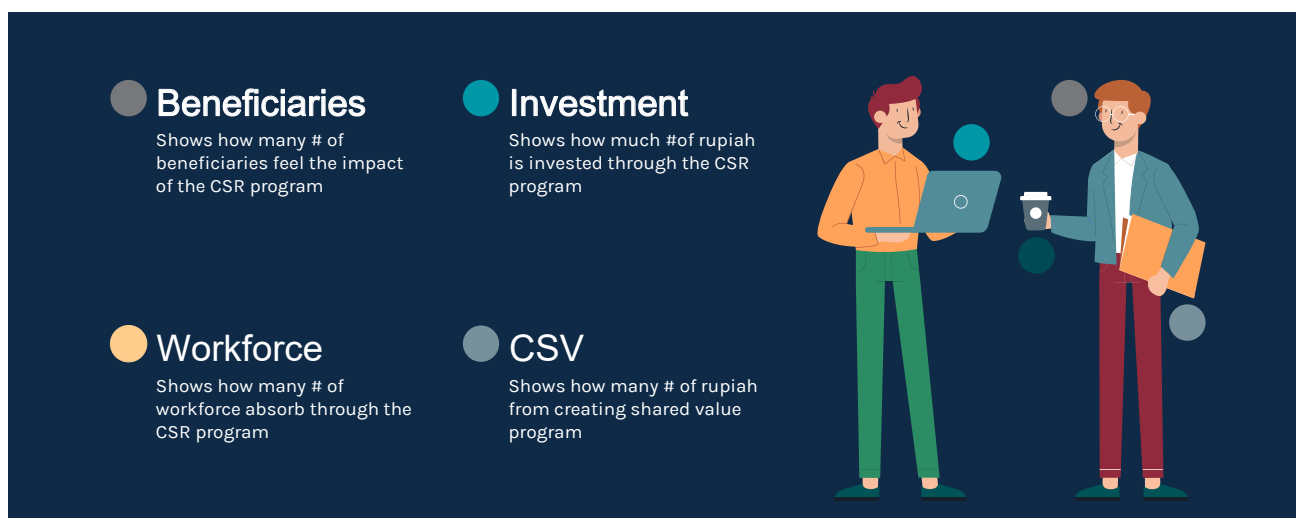 Beneficiaries
Shows how many # of
beneficiaries feel the impact
of the CSR program
Investment
Shows how much #of rupiah
is invested through the CSR
program
Workforce
Shows how many # of
workforce absorb through the
CSR program
CSV
Shows how many # of rupiah
from creating shared value
program